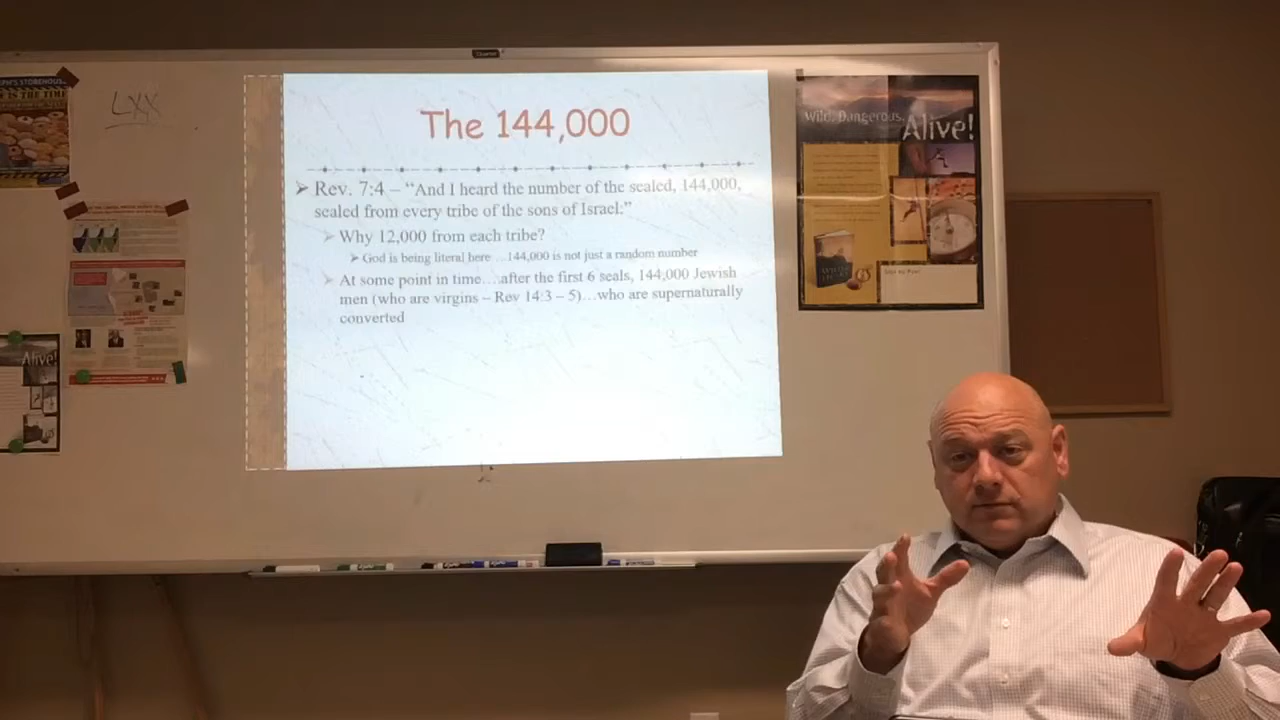 LXX
The 144,000
Rev. 7:4 – “And I heard the number of the sealed, 144,000,
sealed from every tribe of the sons of Israel:”
Why 12,000 from each tribe?
God is being literal here …144,000 is not just a random number
At some point in time….after the first 6 seals, 144,000 Jewish
men (who are virgins – Rev 14:3 – 5)…who are supernaturally
converted
Wild. Dangerous.
Alive!
Alive!